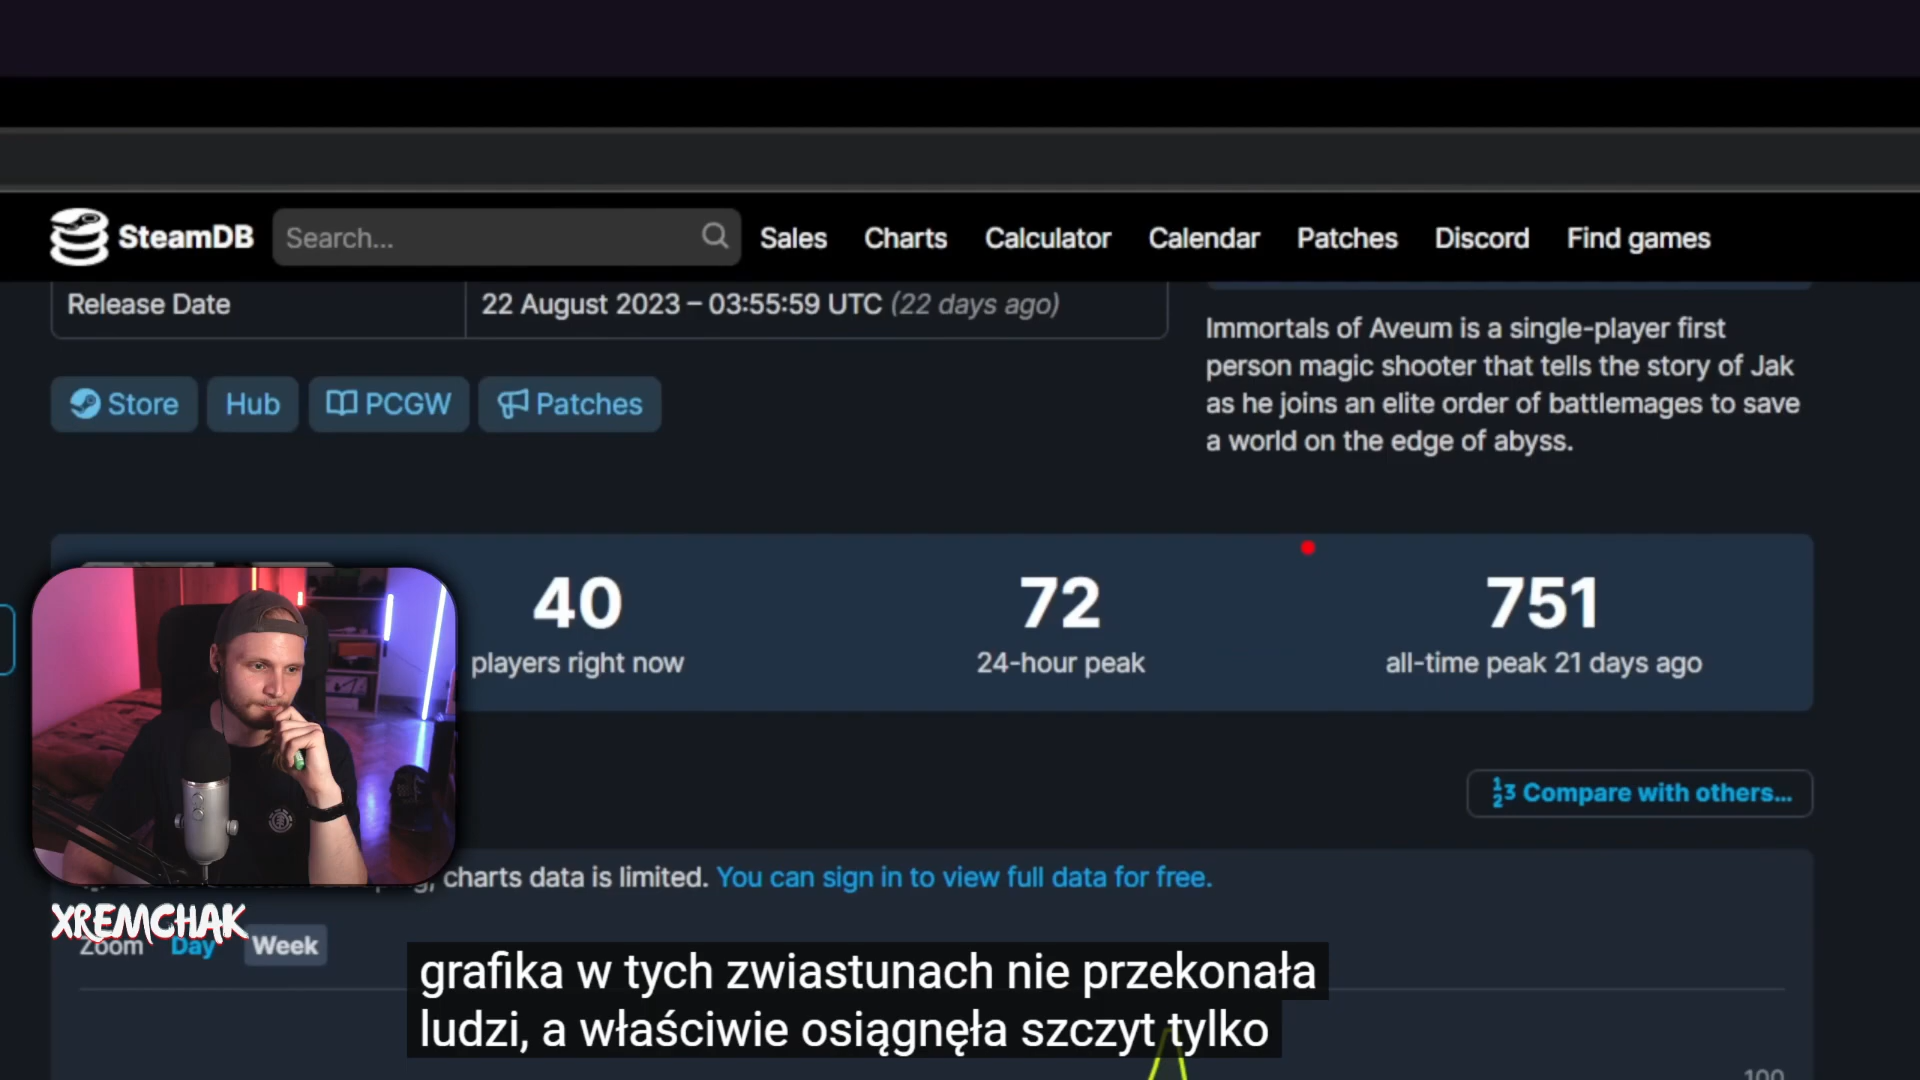 SteamDB
Search...
Sales
Charts
Calculator
Calendar
Patches
Discord
Find games
Release Date
22 August 2023 – 03:55:59 UTC (22 days ago)
Immortals of Aveum is a single-player first
person magic shooter that tells the story of Jak
as he joins an elite order of battlemages to save
a world on the edge of abyss.
Store
Hub
PCGW
Patches
40
players right now
72
24-hour peak
751
all-time peak 21 days ago
Compare with others...
charts data is limited. You can sign in to view full data for free.
XREMCHAK
Zoom
Day
Week
grafika w tych zwiastunach nie przekonała
ludzi, a właściwie osiągnęła szczyt tylko
100